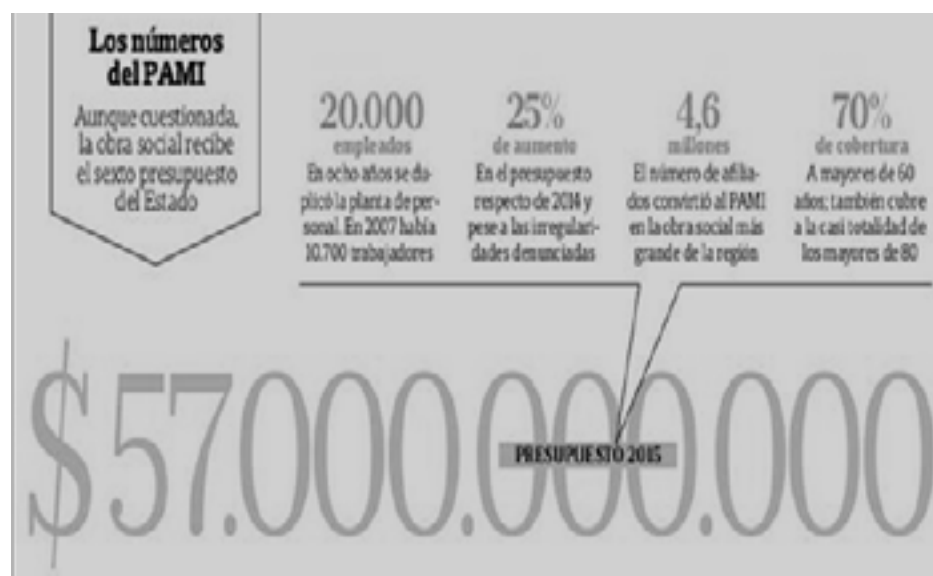 Los números
del PAMI
Aunque cuestionada,
la obra social recibe
el sexto presupuesto
del Estado
20.000
empleados
En ocho años se du-
plicó la planta de per-
sonal. En 2007 había
10.700 trabajadores
25%
de aumento
En el presupuesto
respecto de 2014 y
pese a las irregulari-
dades denunciadas
4,6
millones
El número de afilia-
dos convirtió al PAMI
en la obra social más
grande de la región
70%
de cobertura
A mayores de 60
años; también cubre
a la casi totalidad de
los mayores de 80
$57.000.000.000
PRESUPUESTO 2015